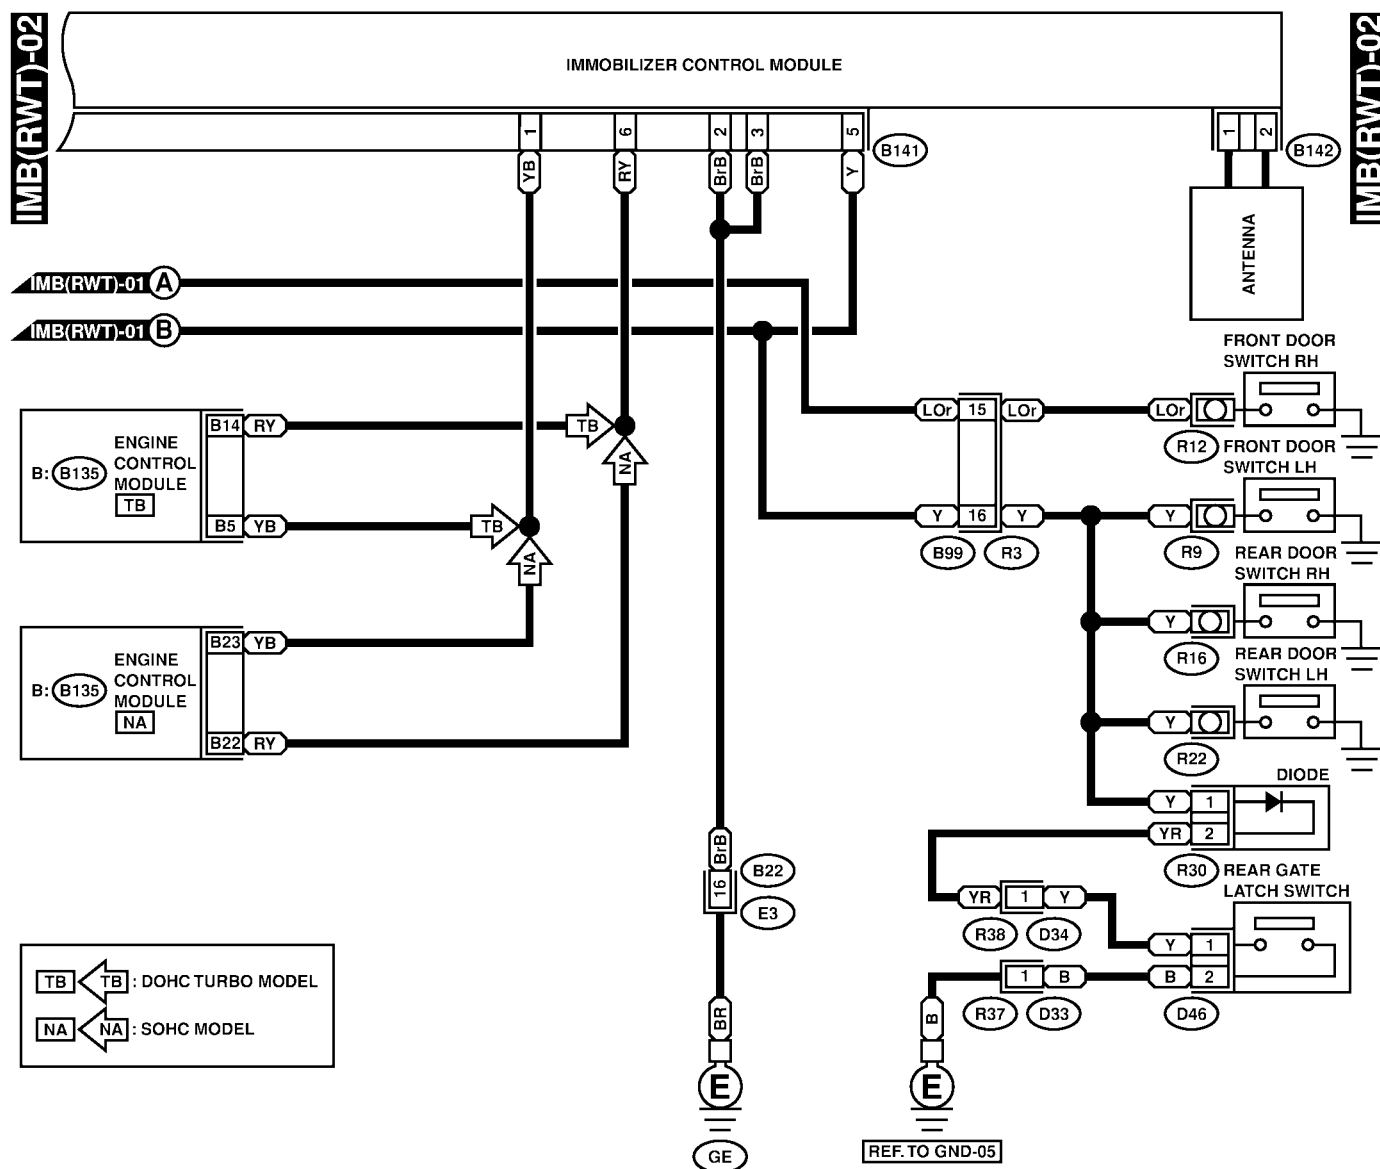 IMB(RWT)-02
IMB(RWT)-02
IMMOBILIZER CONTROL MODULE
1
6
2
3
5
B141
1
2
B142
YB
RY
BrB
BrB
Y
ANTENNA
IMB(RWT)-01 A
IMB(RWT)-01 B
FRONT DOOR
SWITCH RH
LOr 15 LOr
LOr
R12
FRONT DOOR
SWITCH LH
B: B135
ENGINE
CONTROL
MODULE
TB
B14 RY
TB
NA
B5 YB
TB
NA
Y 16 Y
Y
B99
R3
R9
REAR DOOR
SWITCH RH
Y
R16
REAR DOOR
SWITCH LH
B: B135
ENGINE
CONTROL
MODULE
NA
B23 YB
B22 RY
Y
R22
DIODE
Y 1
YR 2
R30
REAR GATE
LATCH SWITCH
BrB
16
B22
E3
YR 1 Y
R38
D34
Y 1
B 2
D46
1 B
R37
D33
BR
B
E
E
GE
REF. TO GND-05
TB TB : DOHC TURBO MODEL
NA NA : SOHC MODEL